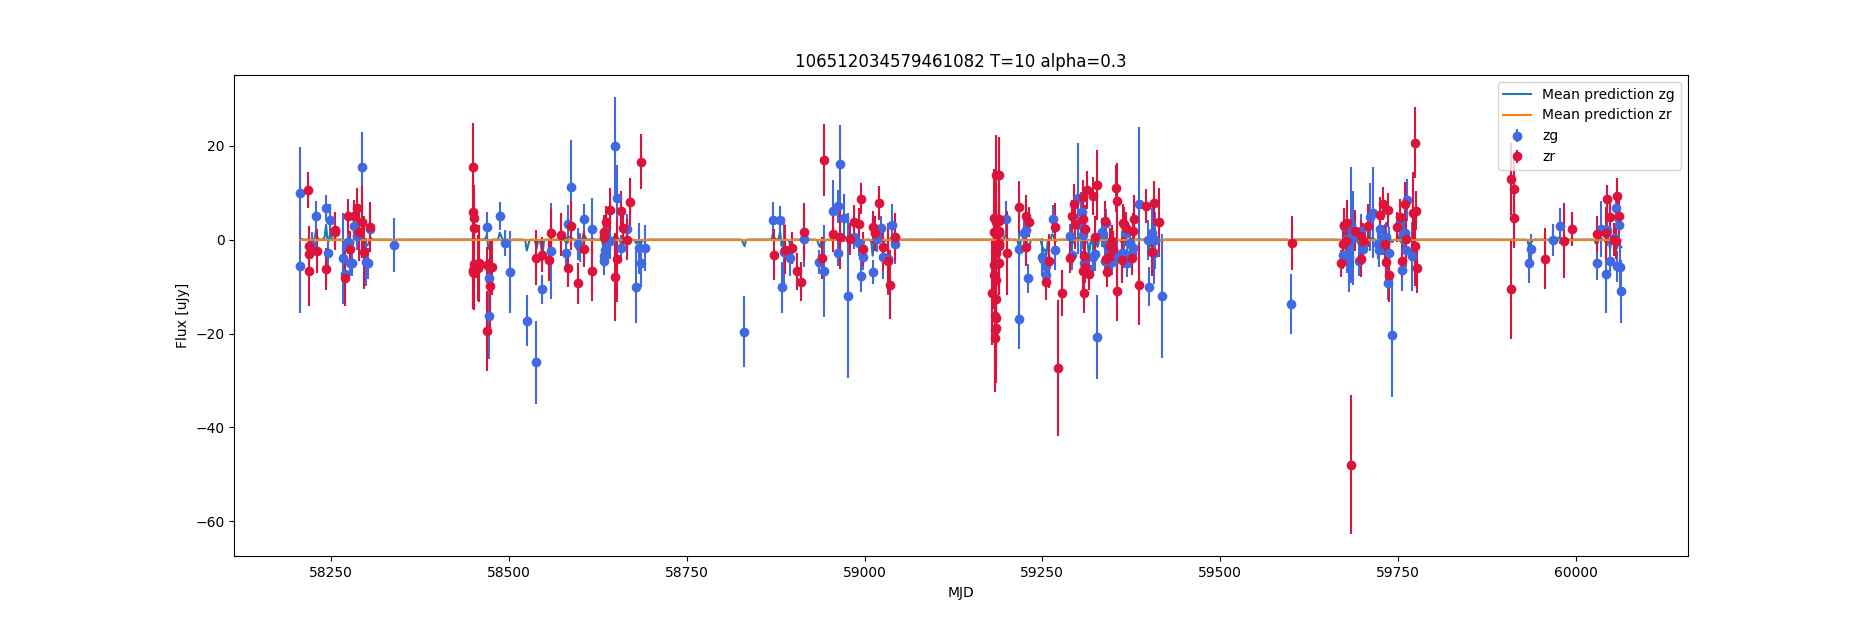 106512034579461082 T=10 alpha=0.3
Mean prediction zg
Mean prediction zr
zg
zr
Flux [uJy]
20
0
−20
−40
−60
58250 58500 58750 59000 59250 59500 59750 60000
MJD